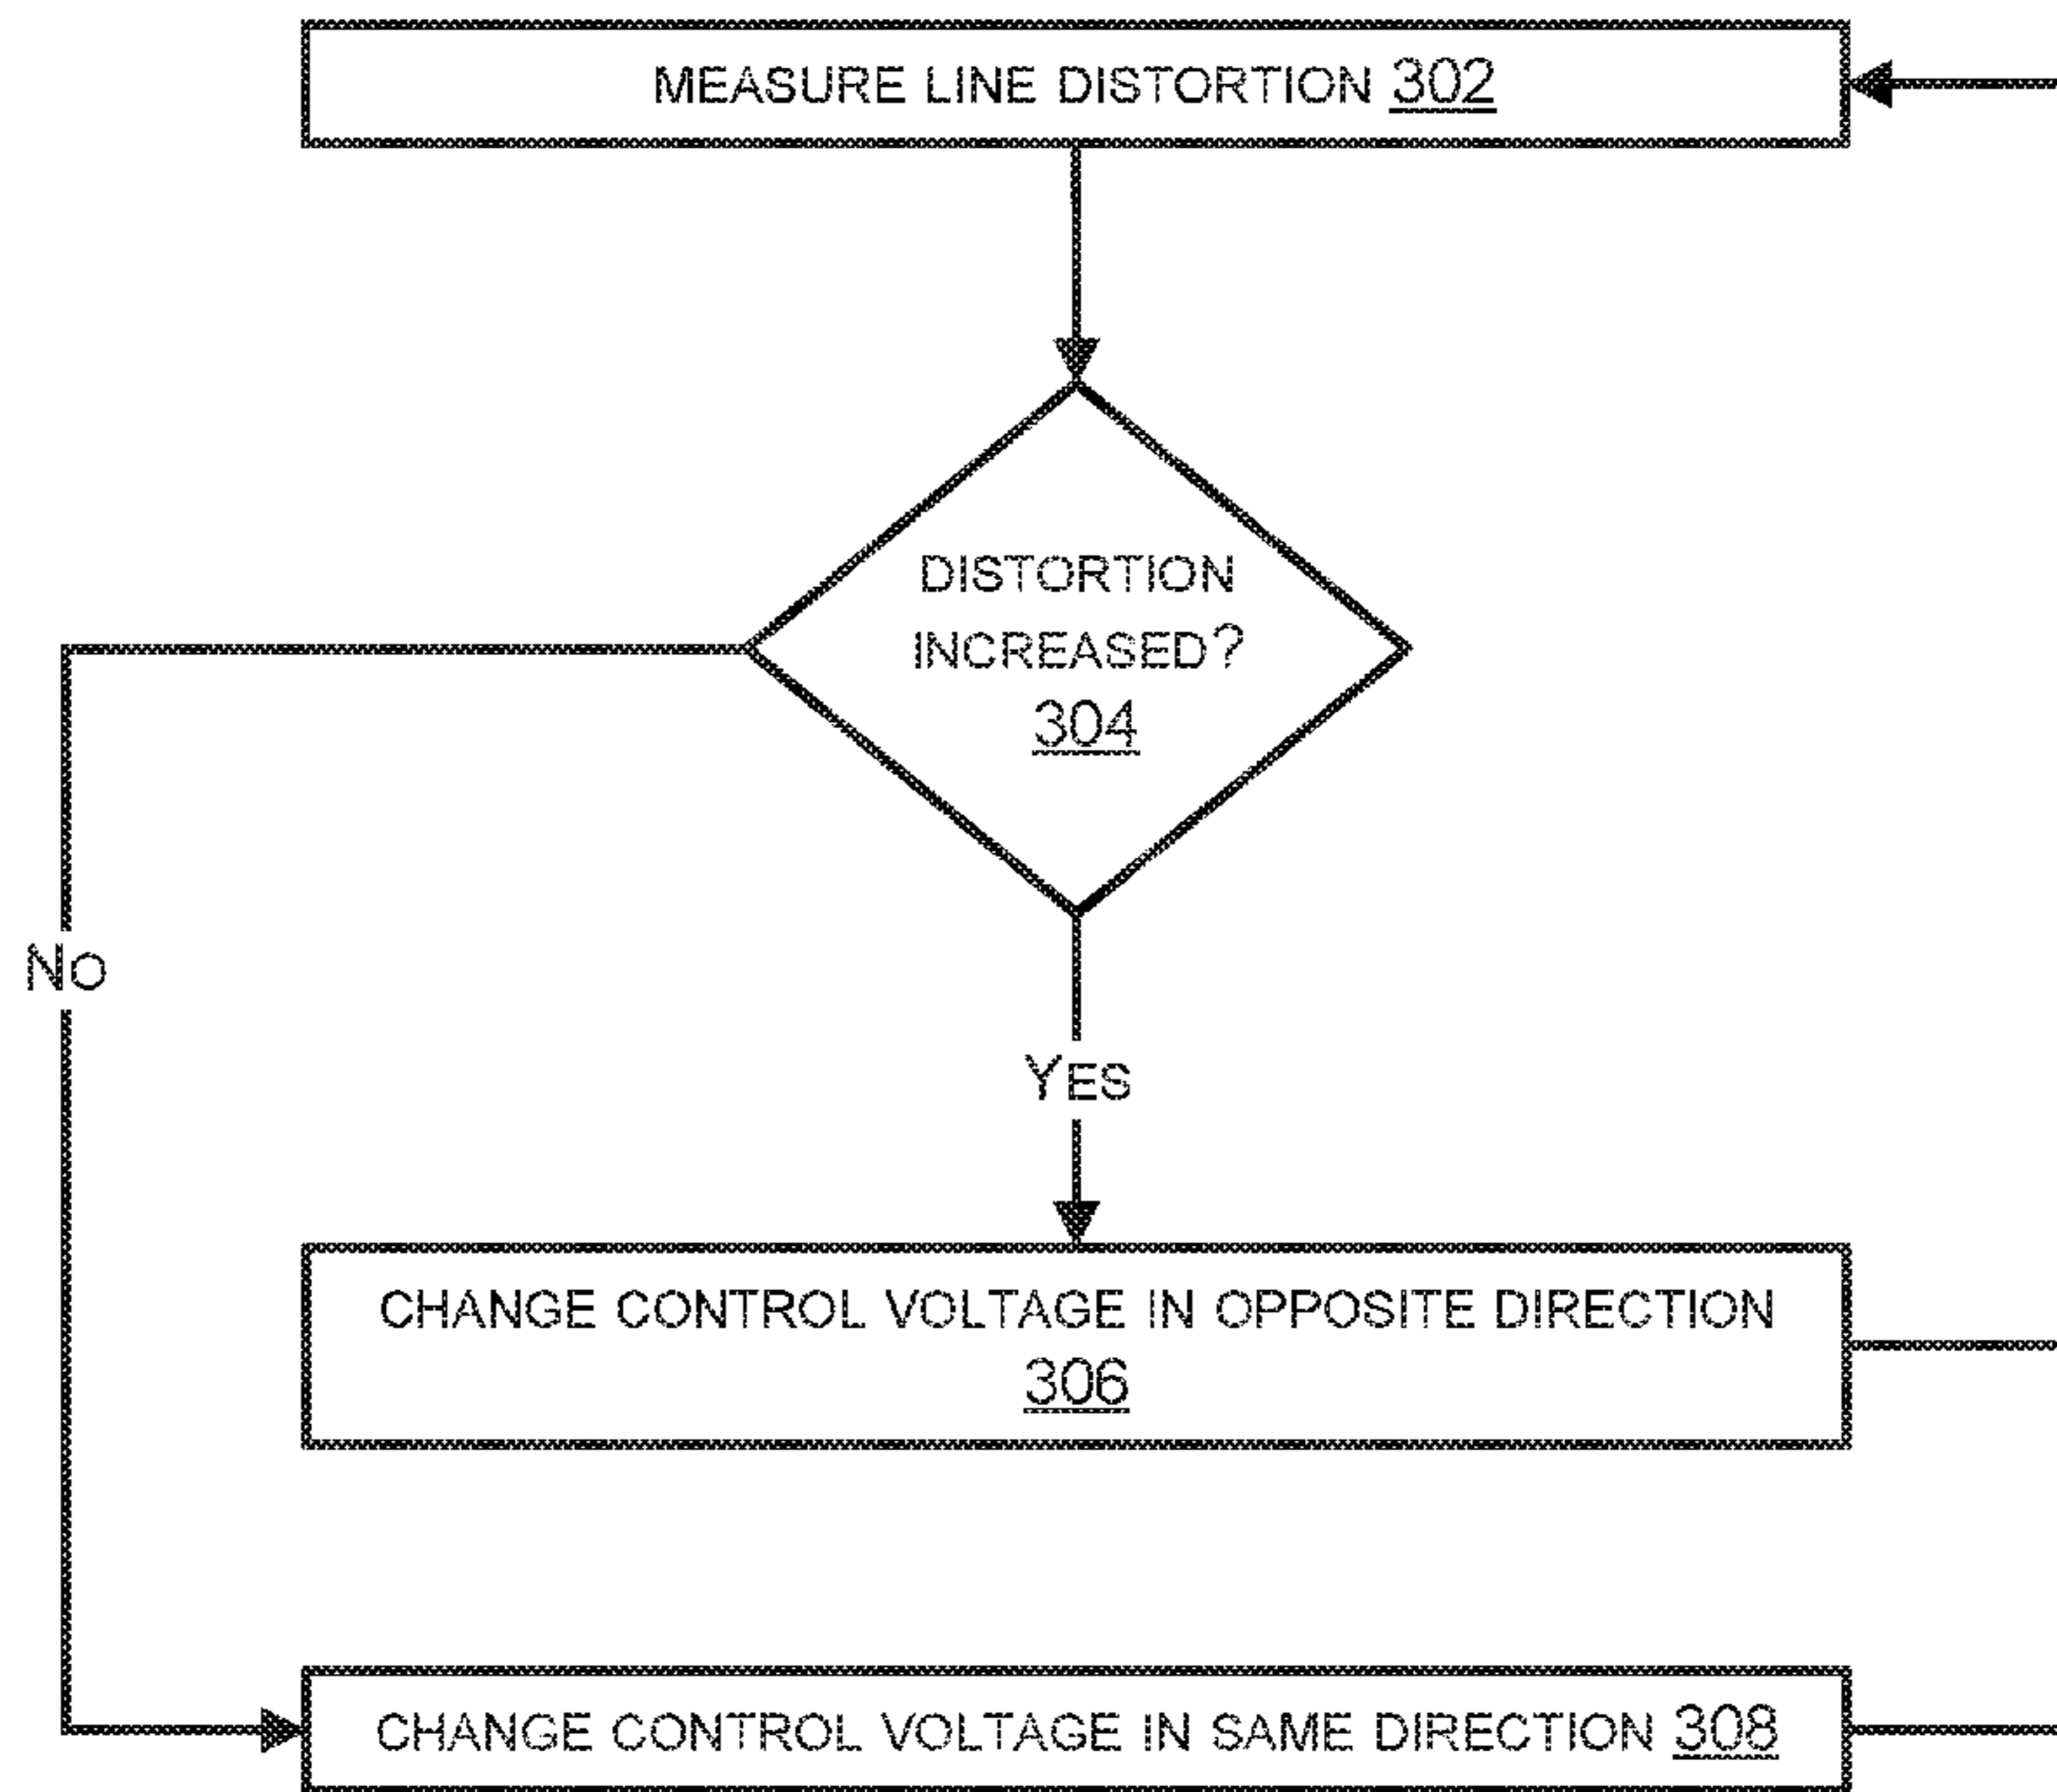 MEASURE LINE DISTORTION 302
DISTORTION
INCREASED?
304
NO
YES
CHANGE CONTROL VOLTAGE IN OPPOSITE DIRECTION
306
CHANGE CONTROL VOLTAGE IN SAME DIRECTION 308